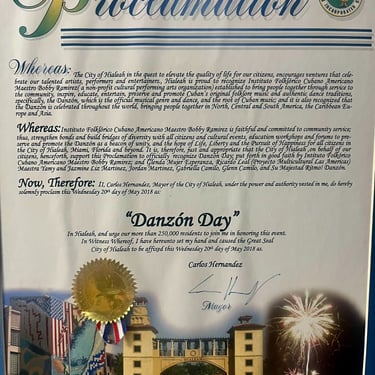 Proclamation
INCORPORATED
Whereas: The City of Hialeah in the quest to elevate the quality of life for our citizens, encourages ventures that cele-
brate our talented artists, performers and entertainers., Hialeah is proud to recognize Instituto Folklórico Cubano Americano
Maestro Bobby Ramirez/ a non-profit cultural performing arts organization/ established to bring people together through service to
the community, inspire, educate, entertain, preserve and promote Cuban's original folklore music and authentic dance traditions,
specifically, the Danzón, which is the official musical genre and dance, and the root of Cuban music; and it is also recognized that
the Danzón is celebrated throughout the world, bringing people together in North, Central and South America, the Caribbean
Europe and Asia.
Whereas: Instituto Folklórico Cubano Americano Maestro Bobby Ramirez is faithful and committed to community service
thus, strengthen bonds and build bridges of diversity with all citizens and cultural events, education workshops and forums to pre-
serve and promote the Danzón as a beacon of unity, and the hope of Life, Liberty and the Pursuit of Happiness for all citizens in
the City of Hialeah, Miami, Florida and beyond. It is, therefore, just and appropriate that the City of Hialeah ,on behalf of our
citizens, henceforth, support this Proclamation to officially, recognize Danzón Day, put forth in good faith by Instituto Folklórico
Cubano Americano Maestro Bobby Ramirez; and Glenda Mujer Esperanza, Ricardo Leal (Proyecto Multicultural Las Americas)
Maestra Tamy and Jazmine Luz Martinez, Jordan Martinez, Gabriella Camilo, Glenn Camilo, and Su Majestad Ritmo! Danzón.
Now, Therefore: I, Carlos Hernandez, Mayor of the City of Hialeah, under the power and authority vested in me, do hereby
solemnly proclaim this Wednesday 20th day of May 2018 as:
"Danzón Day"
In Hialeah, and urge our more than 250,000 residents to join me in honoring this event.
In Witness Whereof, I have hereunto set my hand and caused the Great Seal
City of Hialeah to be affixed this Wednesday 20th day of May 2018 as.
Carlos Hernandez
Mayor